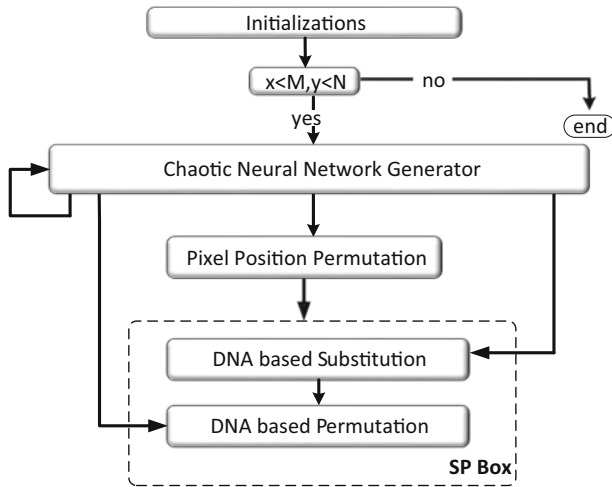 Initializations
x<M,y<N
no
yes
end
Chaotic Neural Network Generator
Pixel Position Permutation
DNA based Substitution
DNA based Permutation
SP Box